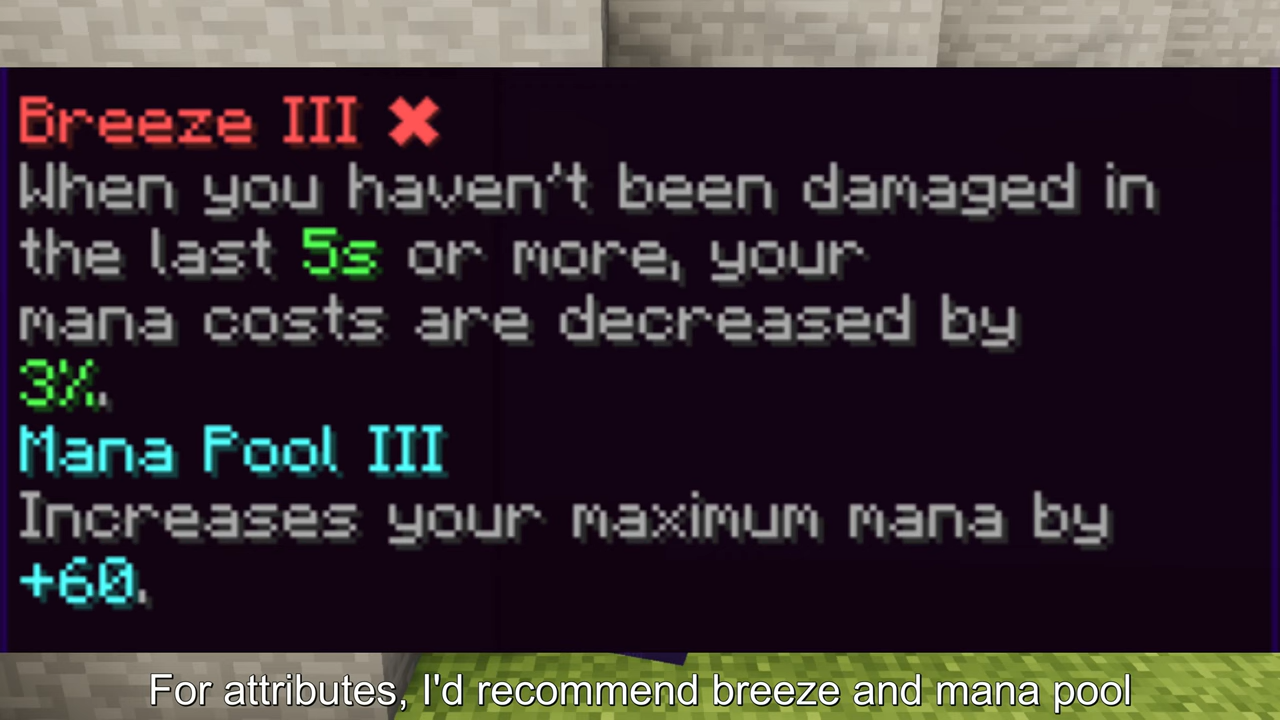 Breeze III ✖
When you haven't been damaged in
the last 5s or more, your
mana costs are decreased by
3%.
Mana Pool III
Increases your maximum mana by
+60.
For attributes, I'd recommend breeze and mana pool